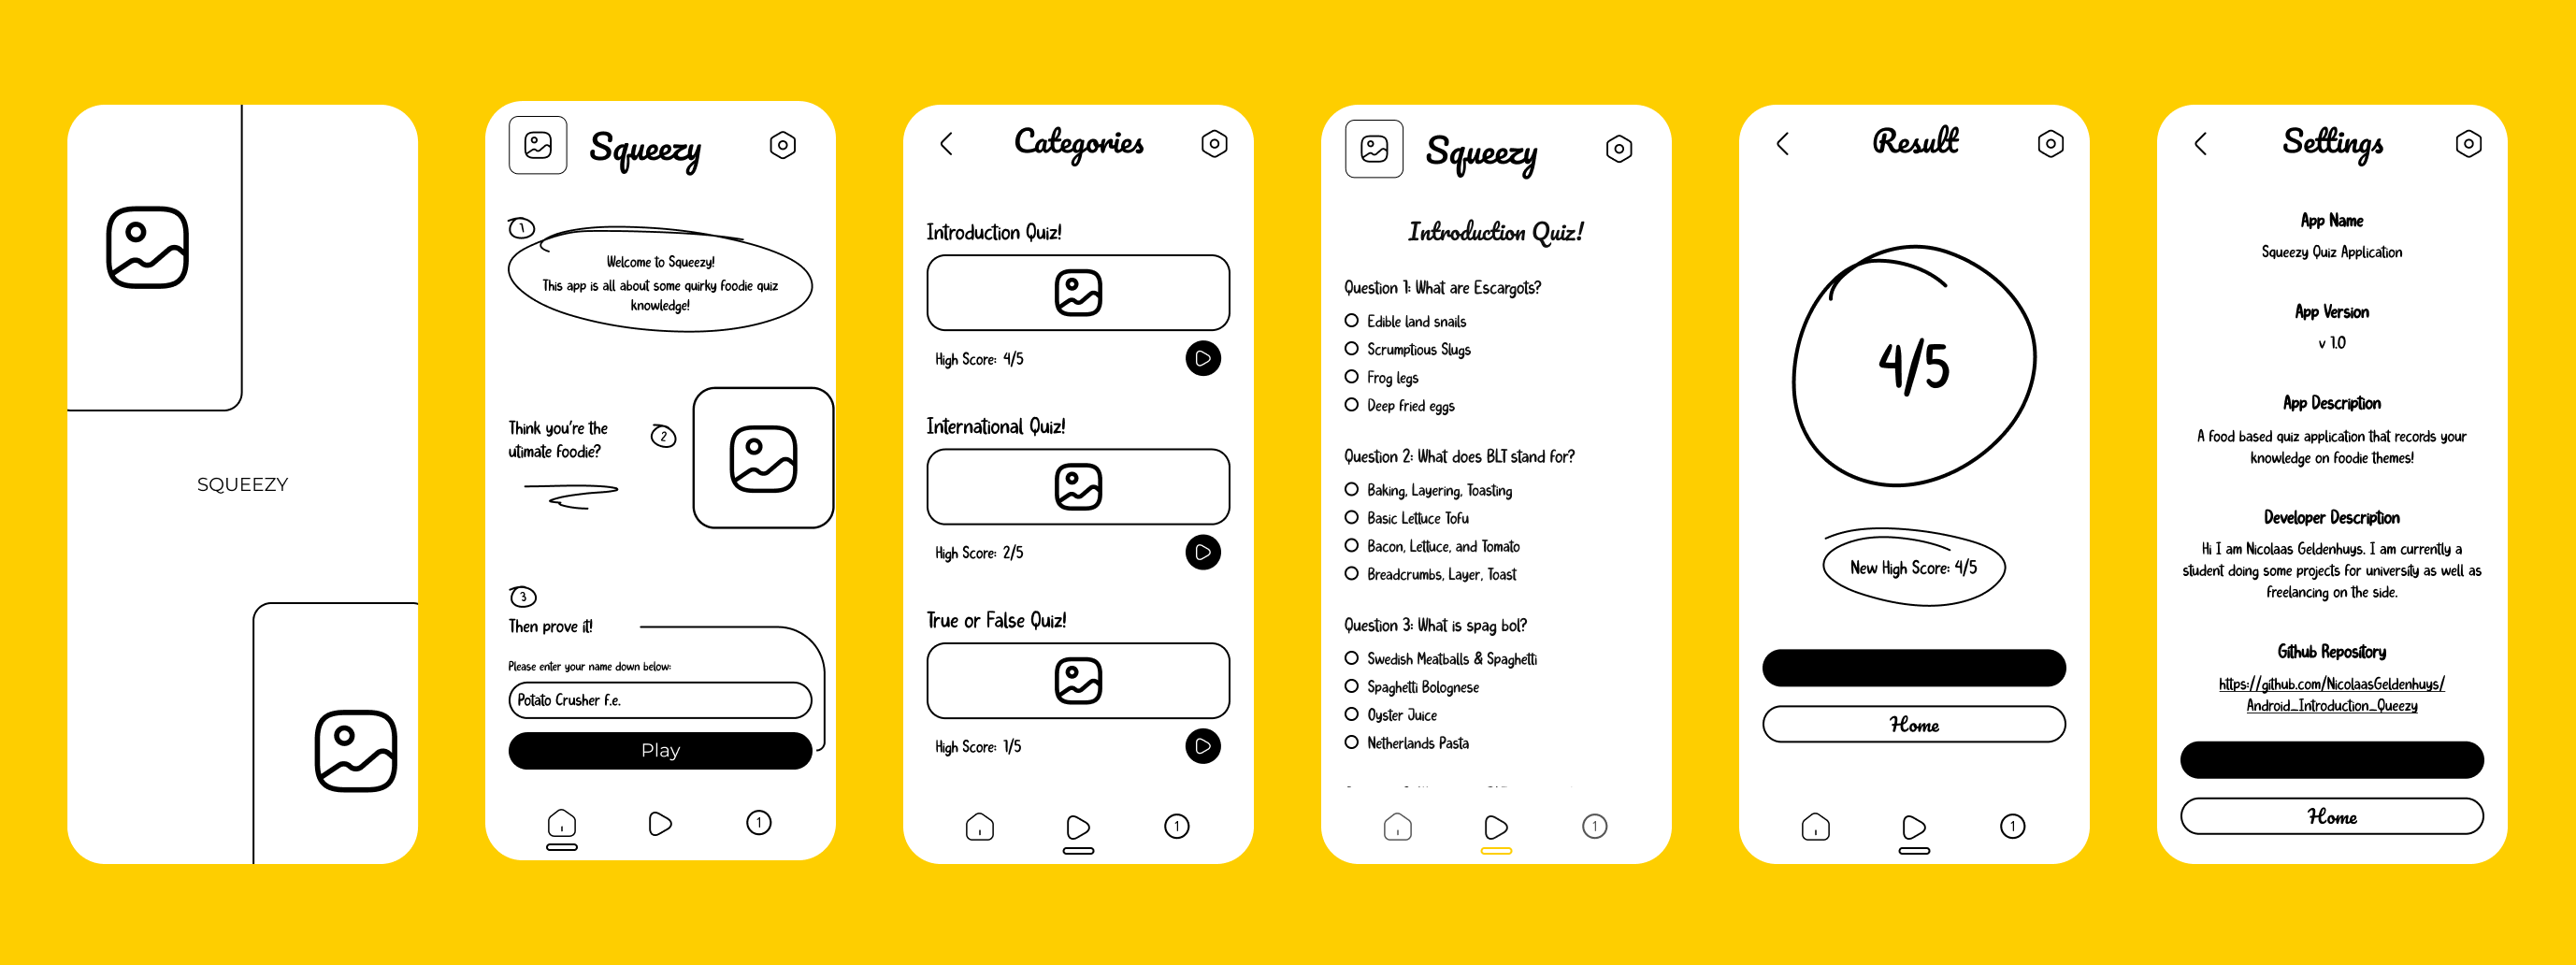 SQUEEZY
Squeezy
1
Welcome to Squeezy!
This app is all about some quirky foodie quiz
knowledge!
Think you're the
utimate foodie?
2
3
Then prove it!
Please enter your name down below:
Potato Crusher f.e.
Play
1
Categories
Introduction Quiz!
High Score: 4/5
International Quiz!
High Score: 2/5
True or False Quiz!
High Score: 1/5
1
Squeezy
Introduction Quiz!
Question 1: What are Escargots?
Edible land snails
Scrumptious Slugs
Frog legs
Deep fried eggs
Question 2: What does BLT stand for?
Baking, Layering, Toasting
Basic Lettuce Tofu
Bacon, Lettuce, and Tomato
Breadcrumbs, Layer, Toast
Question 3: What is spag bol?
Swedish Meatballs & Spaghetti
Spaghetti Bolognese
Oyster Juice
Netherlands Pasta
1
Result
4/5
New High Score: 4/5
Home
1
Settings
App Name
Squeezy Quiz Application
App Version
v 1.0
App Description
A food based quiz application that records your
knowledge on foodie themes!
Developer Description
Hi I am Nicolaas Geldenhuys. I am currently a
student doing some projects for university as well as
freelancing on the side.
Github Repository
https://github.com/NicolaasGeldenhuys/
Android_Introduction_Queezy
Home